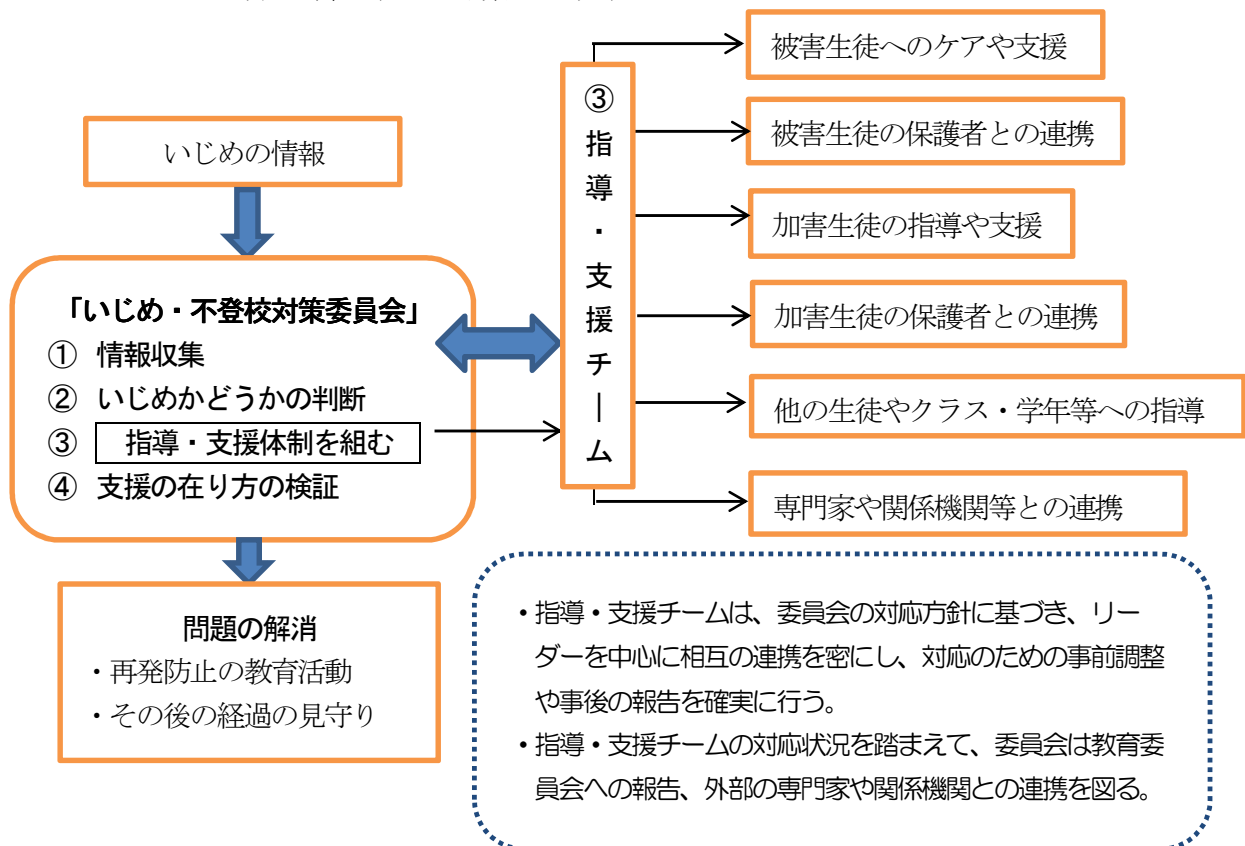 いじめの情報
「いじめ・不登校対策委員会」
① 情報収集
② いじめかどうかの判断
③ 指導・支援体制を組む
④ 支援の在り方の検証
問題の解消
・再発防止の教育活動
・その後の経過の見守り
③指導・支援チーム
被害生徒へのケアや支援
被害生徒の保護者との連携
加害生徒の指導や支援
加害生徒の保護者との連携
他の生徒やクラス・学年等への指導
専門家や関係機関等との連携
・指導・支援チームは、委員会の対応方針に基づき、リー
ダーを中心に相互の連携を密にし、対応のための事前調整
や事後の報告を確実に行う。
・指導・支援チームの対応状況を踏まえて、委員会は教育委
員会への報告、外部の専門家や関係機関との連携を図る。